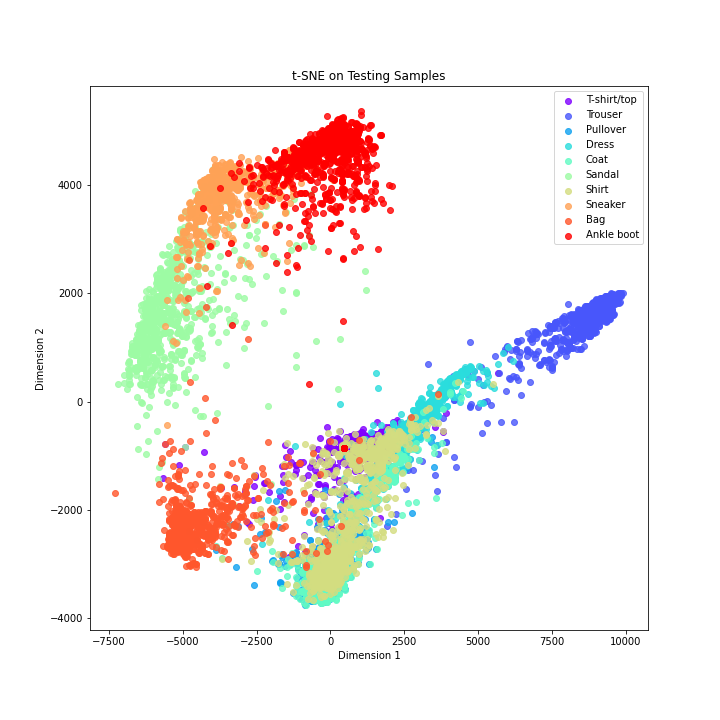 t-SNE on Testing Samples
T-shirt/top
Trouser
Pullover
Dress
Coat
Sandal
Shirt
Sneaker
Bag
Ankle boot
Dimension 2
4000
2000
0
−2000
−4000
−7500 −5000 −2500 0 2500 5000 7500 10000
Dimension 1